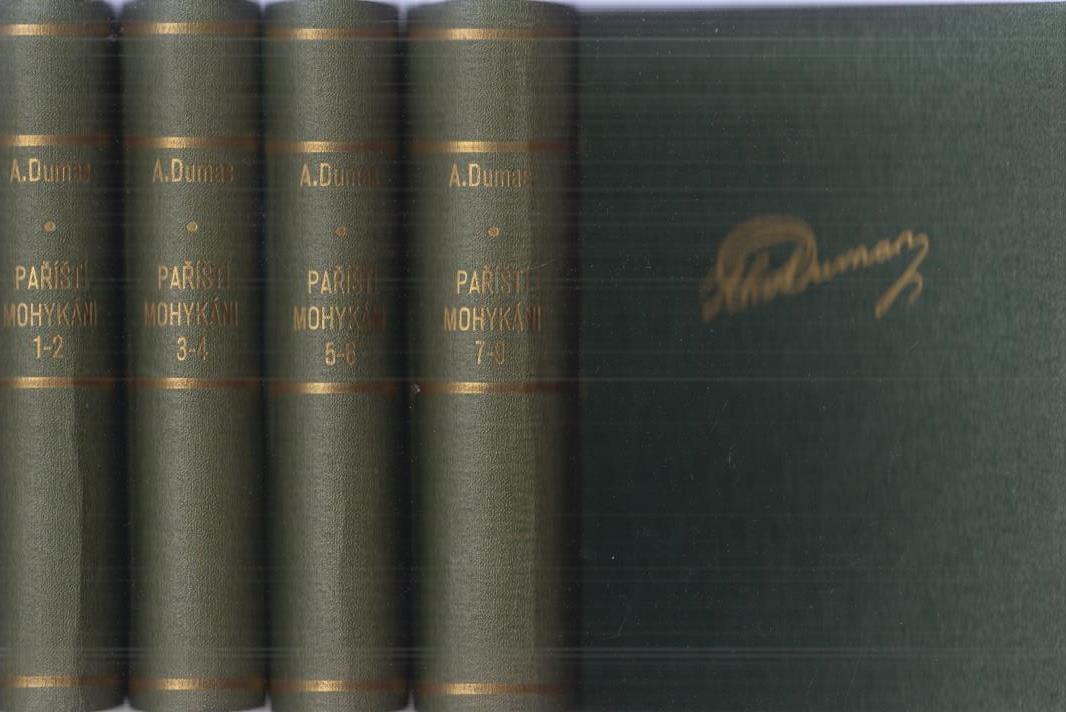 A.Dumas
PAŘÍŠTÍ
MOHYKÁNI
1-2
A.Dumas
PAŘÍŠTÍ
MOHYKÁNI
3-4
A.Dumas
PAŘÍŠTÍ
MOHYKÁNI
5-6
A.Dumas
PAŘÍŠTÍ
MOHYKÁNI
7-9
Dumas